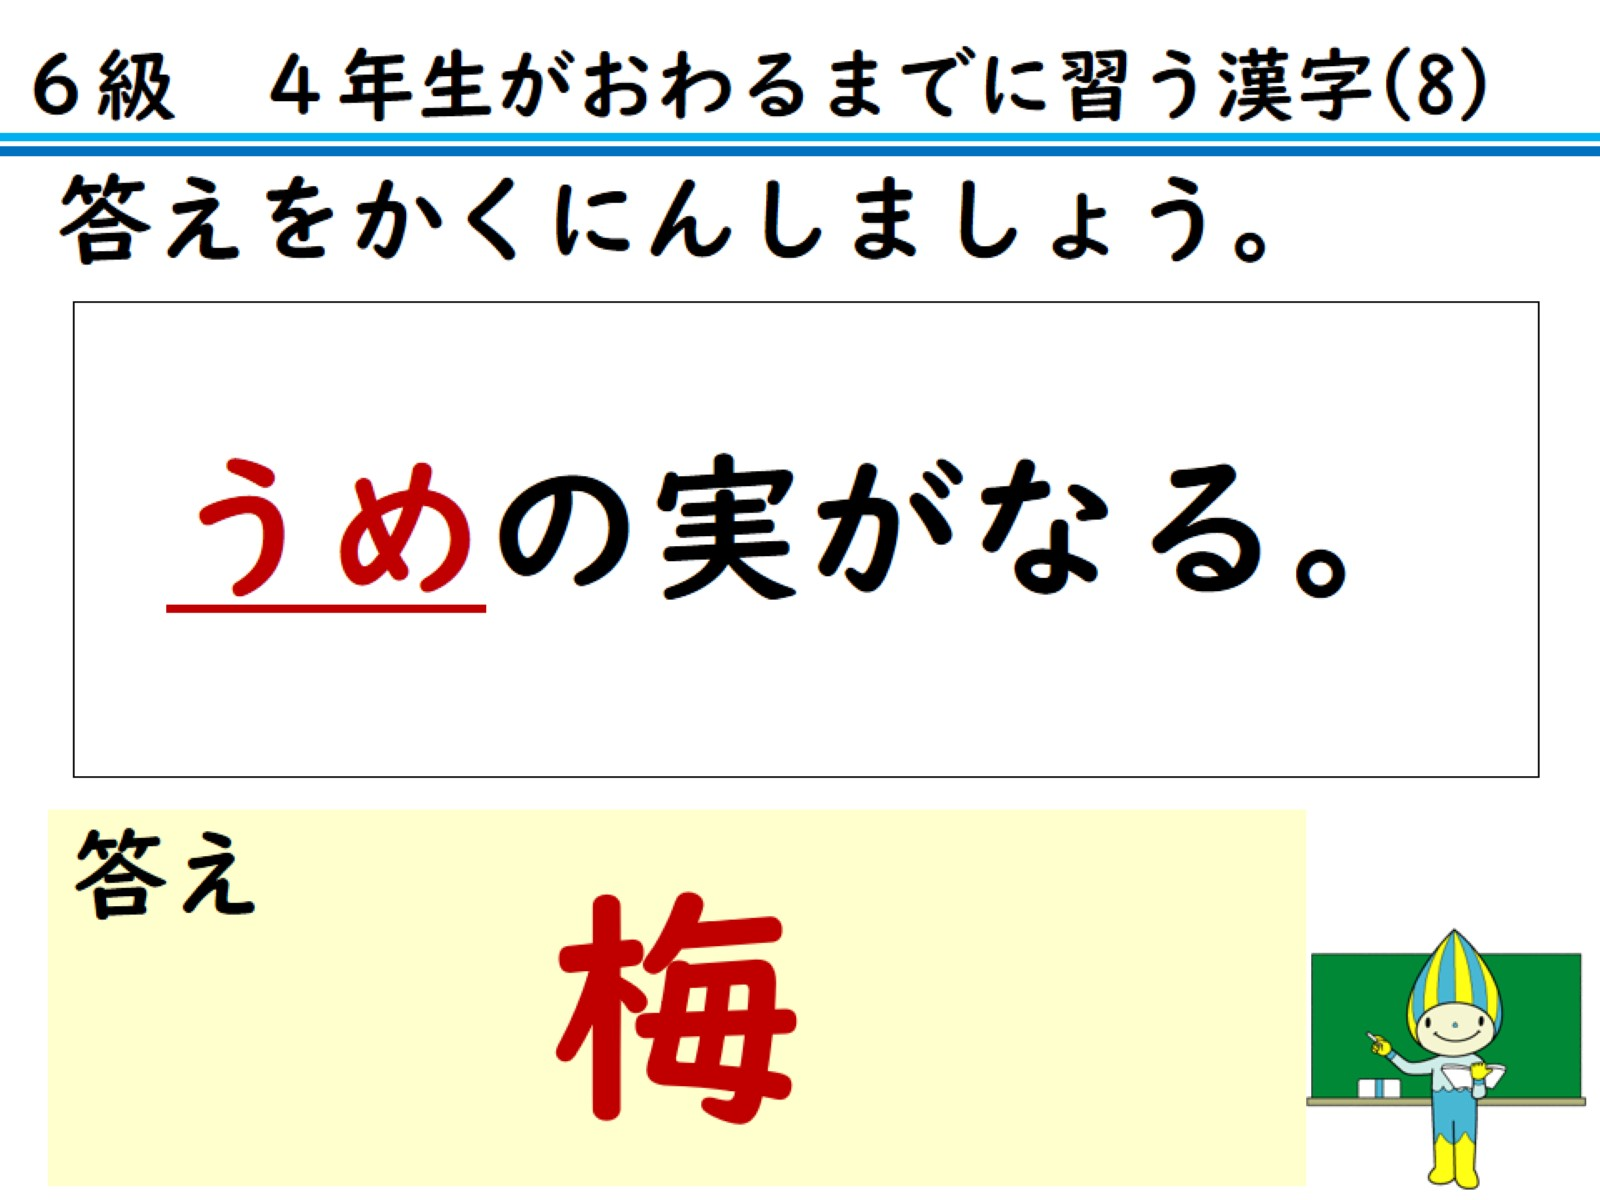 ６級　４年生がおわるまでに習う漢字(8)
答えをかくにんしましょう。
うめの実がなる。
答え
梅